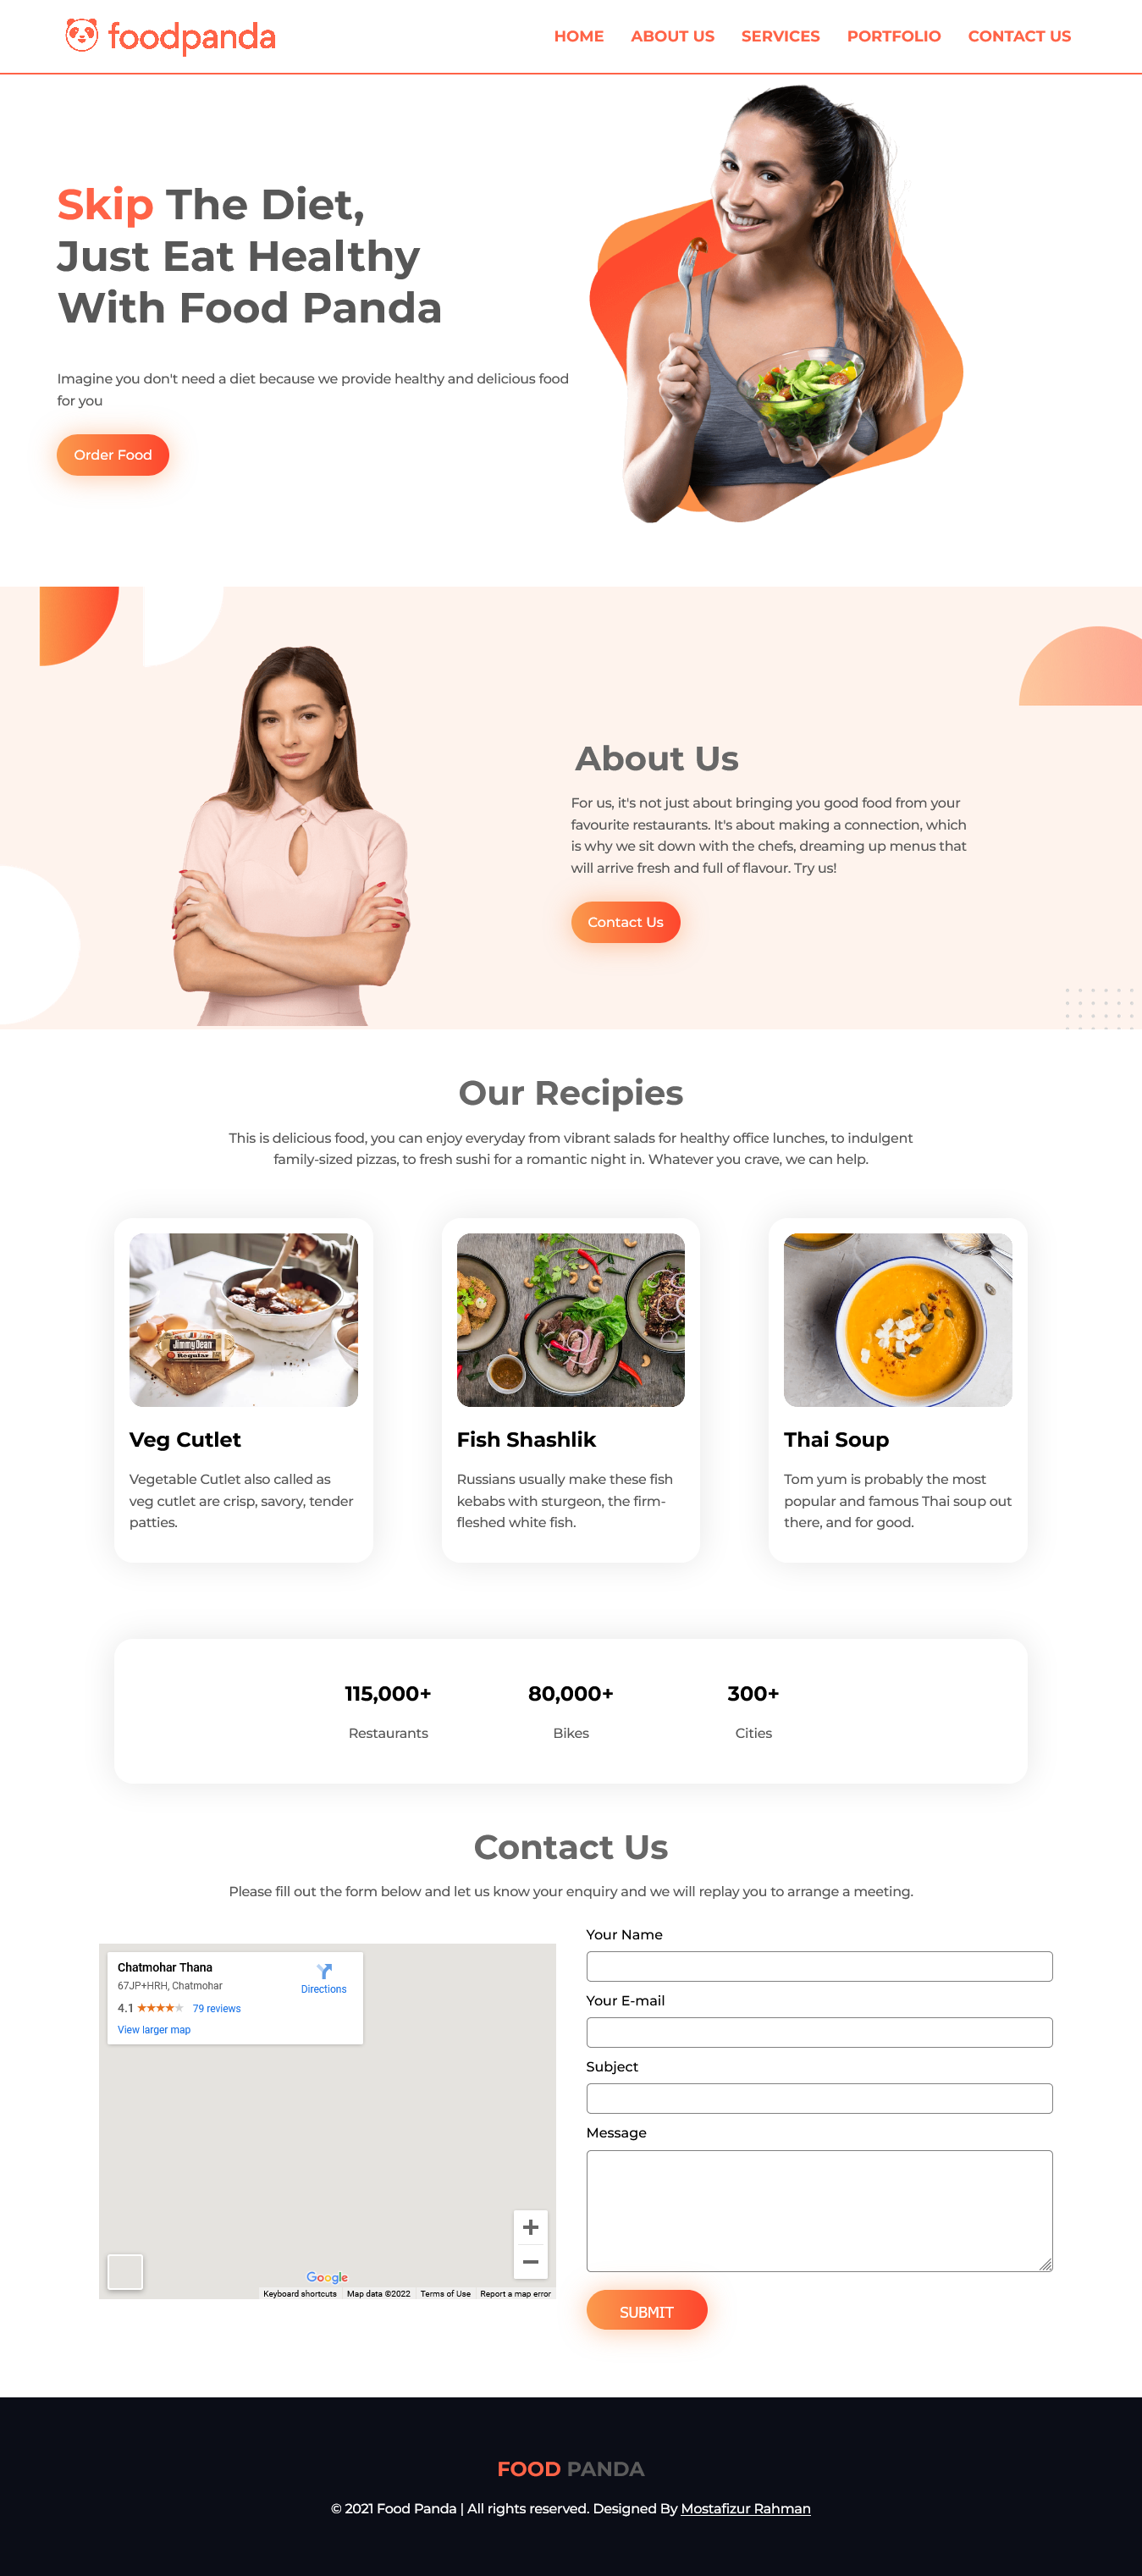 foodpanda
HOME ABOUT US SERVICES PORTFOLIO CONTACT US
Skip The Diet,
Just Eat Healthy
With Food Panda
Imagine you don't need a diet because we provide healthy and delicious food
for you
Order Food
About Us
For us, it's not just about bringing you good food from your
favourite restaurants. It's about making a connection, which
is why we sit down with the chefs, dreaming up menus that
will arrive fresh and full of flavour. Try us!
Contact Us
Our Recipies
This is delicious food, you can enjoy everyday from vibrant salads for healthy office lunches, to indulgent
family-sized pizzas, to fresh sushi for a romantic night in. Whatever you crave, we can help.
Jimmy Dean
Regular
Veg Cutlet
Vegetable Cutlet also called as
veg cutlet are crisp, savory, tender
patties.
Fish Shashlik
Russians usually make these fish
kebabs with sturgeon, the firm-
fleshed white fish.
Thai Soup
Tom yum is probably the most
popular and famous Thai soup out
there, and for good.
115,000+
Restaurants
80,000+
Bikes
300+
Cities
Contact Us
Please fill out the form below and let us know your enquiry and we will replay you to arrange a meeting.
Chatmohar Thana
67JP+HRH, Chatmohar
Directions
4.1 79 reviews
View larger map
Google
Keyboard shortcuts Map data ©2022 Terms of Use Report a map error
Your Name
Your E-mail
Subject
Message
SUBMIT
FOOD PANDA
© 2021 Food Panda | All rights reserved. Designed By Mostafizur Rahman